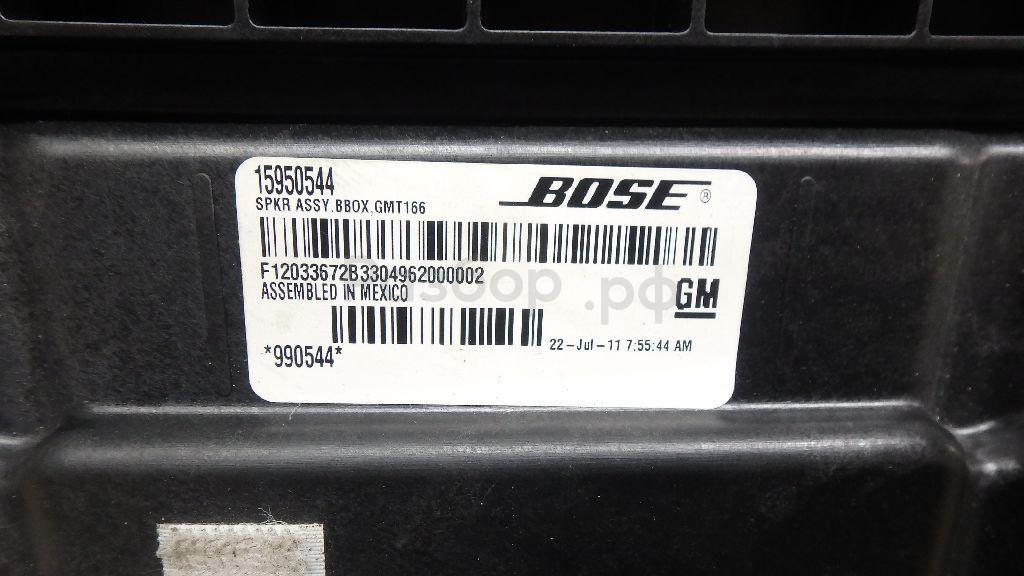 15950544
BOSE ®
SPKR ASSY.BBOX,GMT166
F12033672B3304962000002
ASSEMBLED IN MEXICO
GM
22-Jul-11 7:55:44 AM
*990544*